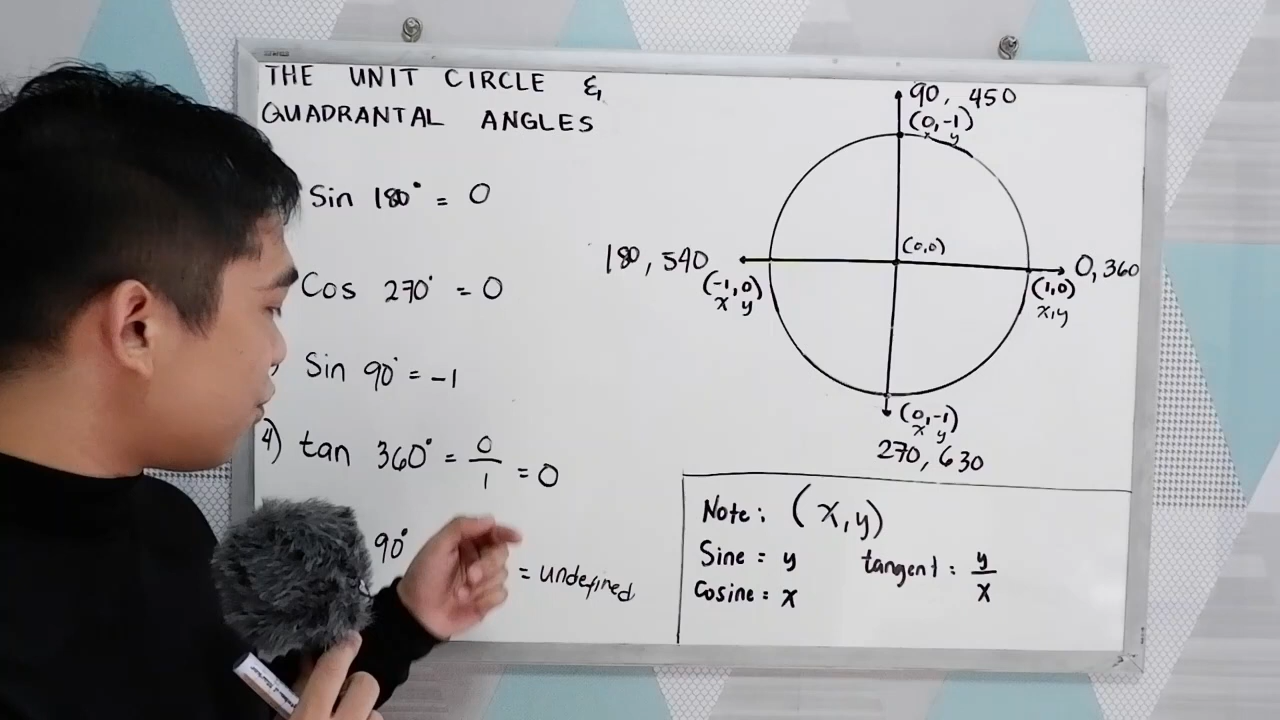 THE UNIT CIRCLE &
QUADRANTAL ANGLES
Sin 180° = 0
Cos 270° = 0
Sin 90° = -1
4) tan 360° = 0/1 = 0
90°
= undefined
90, 450
(0,-1)
x y
(0,0)
180, 540
(-1,0)
x y
0, 360
(1,0)
x,y
(0,-1)
x y
270, 630
Note: (x,y)
Sine = y
Cosine = x
tangent = y/x